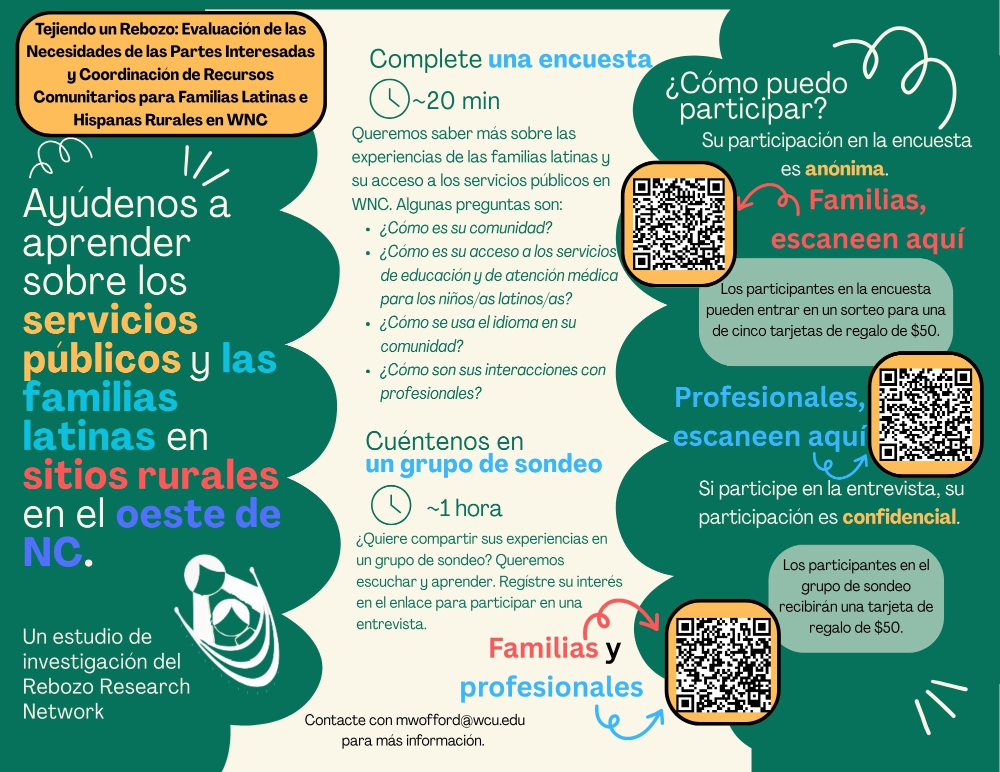 Tejiendo un Rebozo: Evaluación de las
Necesidades de las Partes Interesadas
y Coordinación de Recursos
Comunitarios para Familias Latinas e
Hispanas Rurales en WNC
Ayúdenos a
aprender
sobre los
servicios
públicos y las
familias
latinas en
sitios rurales
en el oeste de
NC.
Un estudio de
investigación del
Rebozo Research
Network
Complete una encuesta
~20 min
Queremos saber más sobre las
experiencias de las familias latinas y
su acceso a los servicios públicos en
WNC. Algunas preguntas son:
• ¿Cómo es su comunidad?
• ¿Cómo es su acceso a los servicios
de educación y de atención médica
para los niños/as latinos/as?
• ¿Cómo se usa el idioma en su
comunidad?
• ¿Cómo son sus interacciones con
profesionales?
Cuéntenos en
un grupo de sondeo
~1 hora
¿Quiere compartir sus experiencias en
un grupo de sondeo? Queremos
escuchar y aprender. Regístre su interés
en el enlace para participar en una
entrevista.
Familias y
profesionales
Contacte con mwofford@wcu.edu
para más información.
¿Cómo puedo
participar?
Su participación en la encuesta
es anónima.
Familias,
escaneen aquí
Los participantes en la encuesta
pueden entrar en un sorteo para una
de cinco tarjetas de regalo de $50.
Profesionales,
escaneen aquí
Si participe en la entrevista, su
participación es confidencial.
Los participantes en el
grupo de sondeo
recibirán una tarjeta de
regalo de $50.